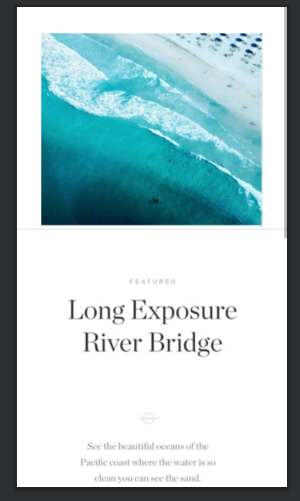 FEATURED
Long Exposure
River Bridge
See the beautiful oceans of the
Pacific coast where the water is so
clean you can see the sand.